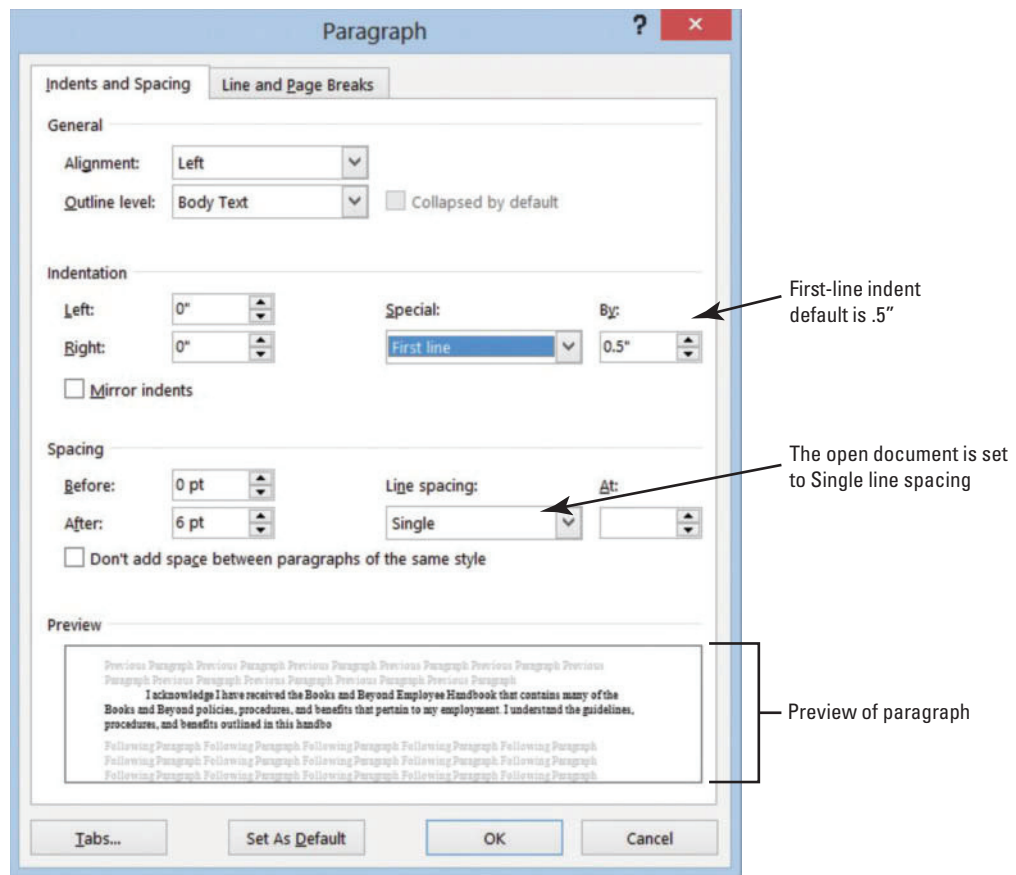 Paragraph ? ×
Indents and Spacing Line and Page Breaks
General
Alignment: Left
Outline level: Body Text Collapsed by default
Indentation
Left: 0" Special: By:
Right: 0" First line 0.5"
Mirror indents
First-line indent
default is .5"
Spacing
Before: 0 pt Line spacing: At:
After: 6 pt Single
Don't add space between paragraphs of the same style
The open document is set
to Single line spacing
Preview
Previous Paragraph Previous Paragraph Previous Paragraph Previous Paragraph Previous Paragraph Previous
Paragraph Previous Paragraph Previous Paragraph Previous Paragraph Previous Paragraph
I acknowledge I have received the Books and Beyond Employee Handbook that contains many of the
Books and Beyond policies, procedures, and benefits that pertain to my employment. I understand the guidelines,
procedures, and benefits outlined in this handbo
Following Paragraph Following Paragraph Following Paragraph Following Paragraph Following Paragraph
Following Paragraph Following Paragraph Following Paragraph Following Paragraph Following Paragraph
Following Paragraph Following Paragraph Following Paragraph Following Paragraph Following Paragraph
Preview of paragraph
Tabs... Set As Default OK Cancel